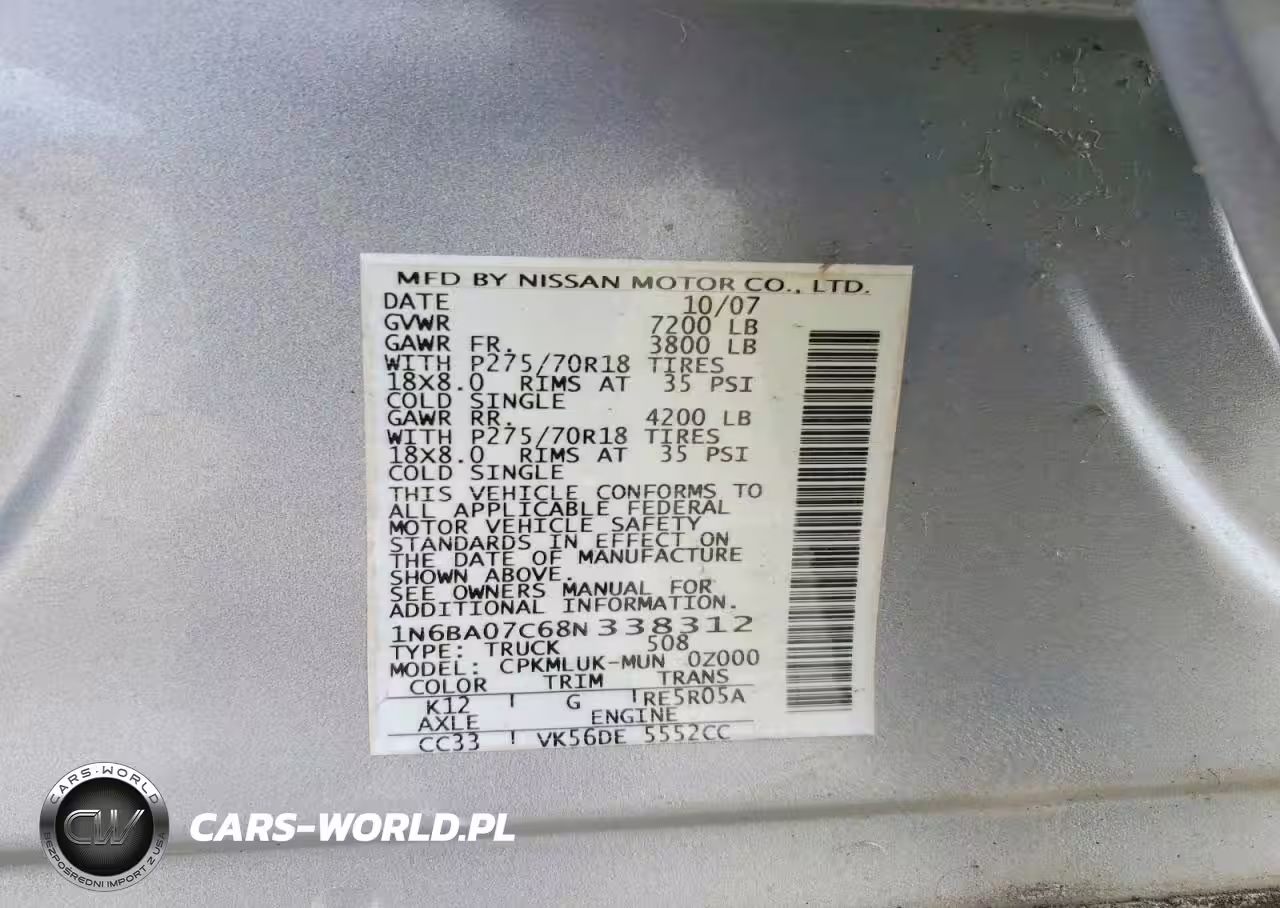 MFD BY NISSAN MOTOR CO., LTD.
DATE 10/07
GVWR 7200 LB
GAWR FR. 3800 LB
WITH P275/70R18 TIRES
18X8.0 RIMS AT 35 PSI
COLD SINGLE
GAWR RR. 4200 LB
WITH P275/70R18 TIRES
18X8.0 RIMS AT 35 PSI
COLD SINGLE
THIS VEHICLE CONFORMS TO
ALL APPLICABLE FEDERAL
MOTOR VEHICLE SAFETY
STANDARDS IN EFFECT ON
THE DATE OF MANUFACTURE
SHOWN ABOVE.
SEE OWNERS MANUAL FOR
ADDITIONAL INFORMATION.
1N6BA07C68N338312
TYPE: TRUCK 508
MODEL: CPKMLUK-MUN 0Z000
COLOR TRIM TRANS
K12 ! G !RE5R05A
AXLE ENGINE
CC33 ! VK56DE 5552CC
CARS-WORLD
CW
BEZPOŚREDNI IMPORT Z USA
CARS-WORLD.PL